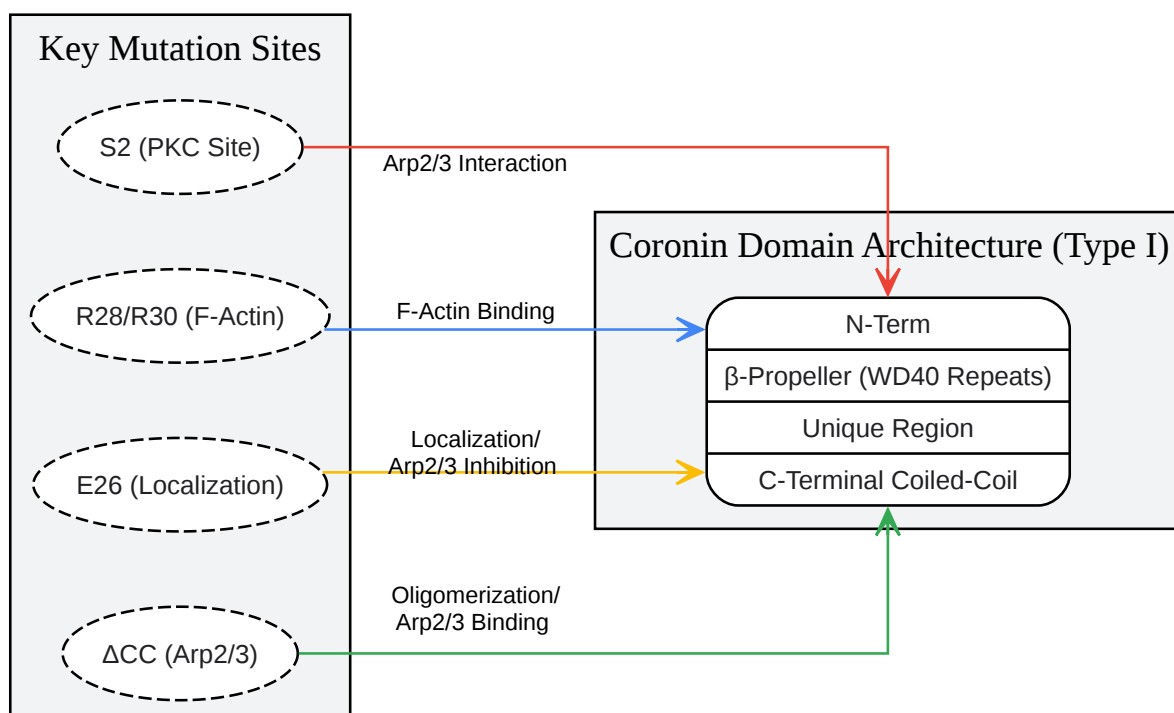 Key Mutation Sites
S2 (PKC Site)
R28/R30 (F-Actin)
E26 (Localization)
ΔCC (Arp2/3)
Arp2/3 Interaction
F-Actin Binding
Localization/
Arp2/3 Inhibition
Oligomerization/
Arp2/3 Binding
Coronin Domain Architecture (Type I)
N-Term
β-Propeller (WD40 Repeats)
Unique Region
C-Terminal Coiled-Coil